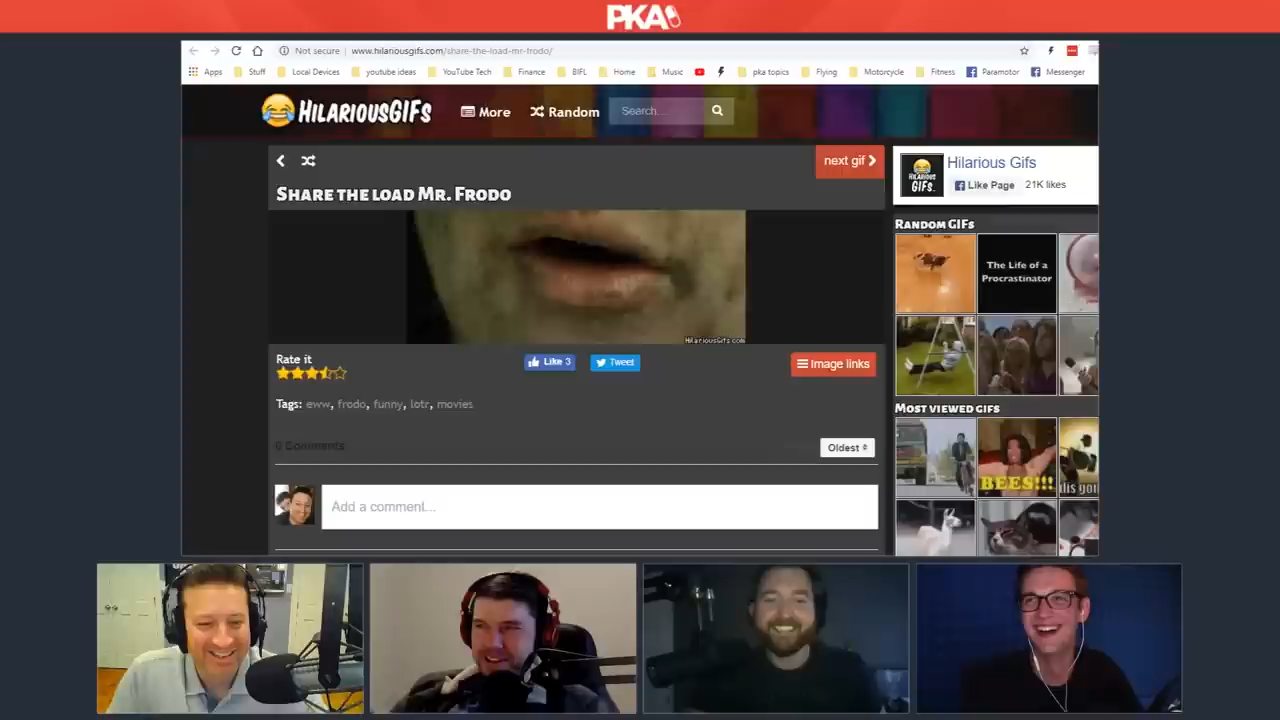 PKA
Not secure | www.hilariousgifs.com/share-the-load-mr-frodo/
Apps Stuff Local Devices youtube ideas YouTube Tech Finance BIFL Home Music pka topics Flying Motorcycle Fitness Paramotor Messenger
HILARIOUSGIFS More Random Search...
next gif
SHARE THE LOAD MR. FRODO
HilariousGifs.com
Rate it
Like 3 Tweet Image links
Tags: eww, frodo, funny, lotr, movies
0 Comments Oldest
Add a comment...
HILARIOUS
GIFS
Hilarious Gifs
Like Page 21K likes
RANDOM GIFS
The Life of a
Procrastinator
MOST VIEWED GIFS
BEES!!!